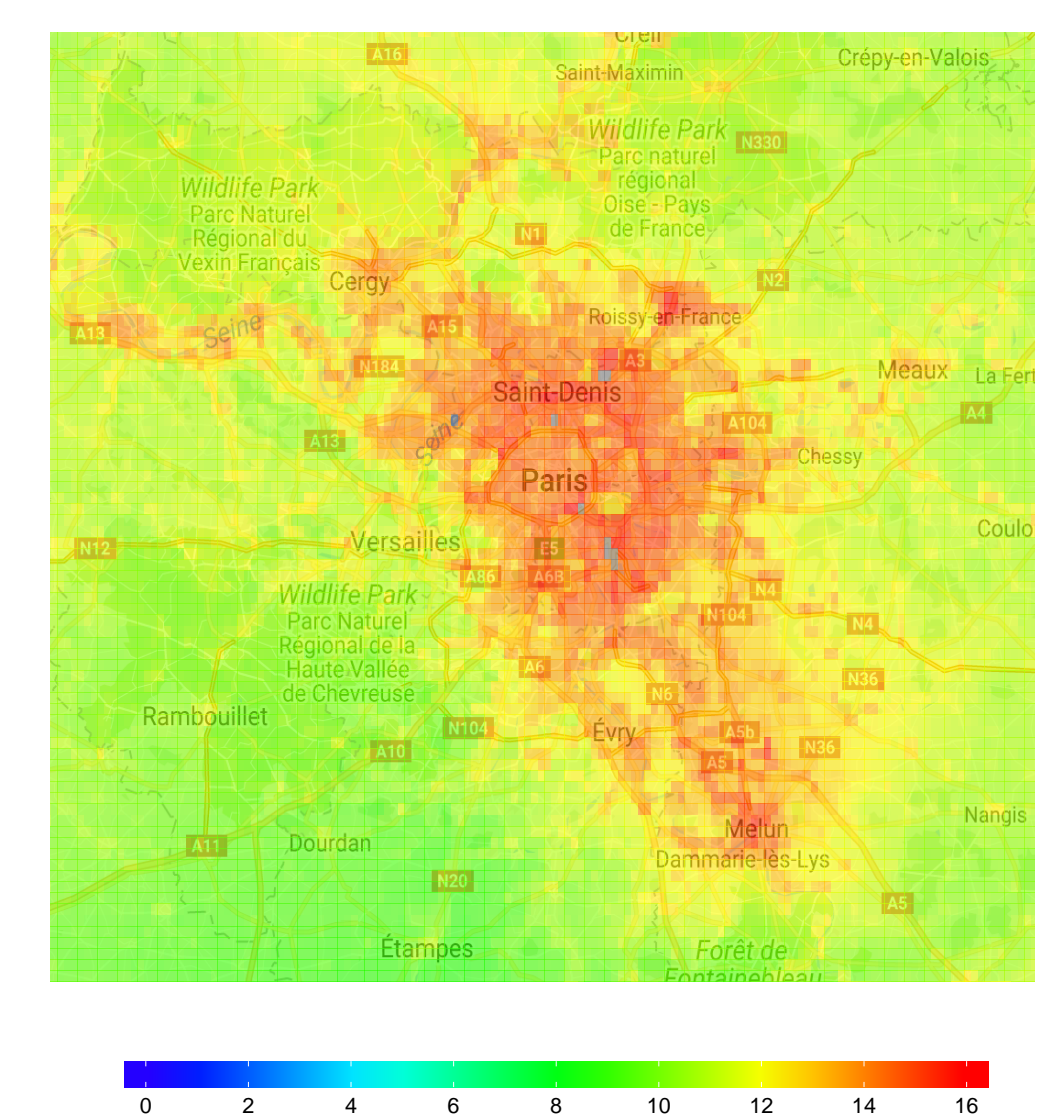 Creil
A16
Crépy-en-Valois
Saint-Maximin
Wildlife Park
Parc naturel
régional
Oise - Pays
de France
N330
Wildlife Park
Parc Naturel
Régional du
Vexin Français
N1
Cergy
N2
Roissy-en-France
A13
Seine
A15
A3
N184
Meaux
La Fert
Saint-Denis
A4
A104
A13
Seine
Chessy
Paris
Coulo
N12
Versailles
E5
A86
A6B
N4
Wildlife Park
Parc Naturel
Régional de la
Haute Vallée
de Chevreuse
N104
N4
A6
N36
N6
Rambouillet
N104
Évry
A5b
N36
A10
A5
Nangis
Melun
A11
Dourdan
Dammarie-lès-Lys
N20
A5
Étampes
Forêt de
Fontainebleau
0 2 4 6 8 10 12 14 16